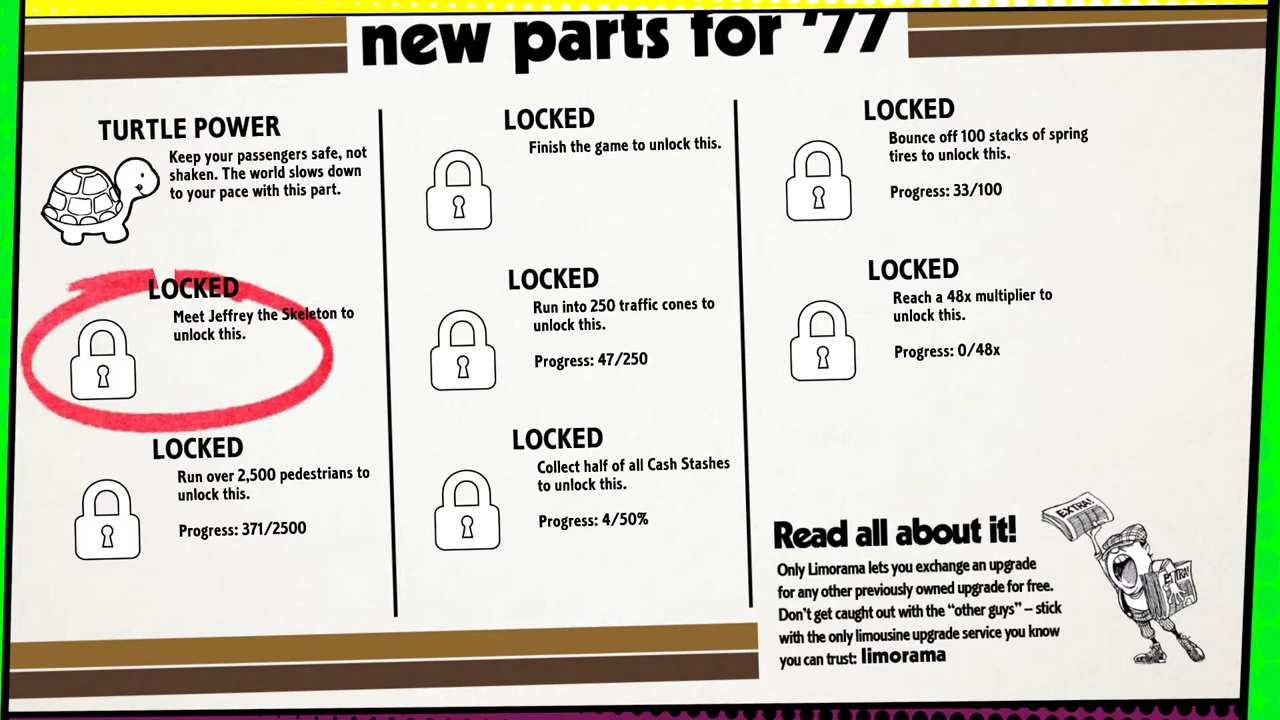 new parts for '77
TURTLE POWER
Keep your passengers safe, not
shaken. The world slows down
to your pace with this part.
LOCKED
Meet Jeffrey the Skeleton to
unlock this.
LOCKED
Run over 2,500 pedestrians to
unlock this.
Progress: 371/2500
LOCKED
Finish the game to unlock this.
LOCKED
Run into 250 traffic cones to
unlock this.
Progress: 47/250
LOCKED
Collect half of all Cash Stashes
to unlock this.
Progress: 4/50%
LOCKED
Bounce off 100 stacks of spring
tires to unlock this.
Progress: 33/100
LOCKED
Reach a 48x multiplier to
unlock this.
Progress: 0/48x
Read all about it!
Only Limorama lets you exchange an upgrade
for any other previously owned upgrade for free.
Don't get caught out with the "other guys" – stick
with the only limousine upgrade service you know
you can trust: limorama
EXTRA!
EXTRA!